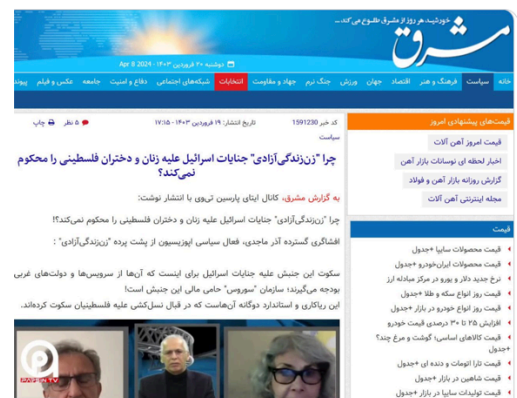 خورشید هر روز از مشرق طلوع می کند...
مشرق
دوشنبه ۲۰ فروردین ۱۴۰۳ - Apr 8 2024
خانه سیاست فرهنگ و هنر اقتصاد جهان ورزش جنگ نرم جهاد و مقاومت انتخابات شبکه‌های اجتماعی دفاع و امنیت جامعه عکس و فیلم
قیمت‌های پیشنهادی امروز
قیمت امروز آهن آلات
اخبار لحظه ای نوسانات بازار آهن
گزارش روزانه بازار آهن و فولاد
مجله اینترنتی آهن آلات
قیمت
قیمت محصولات سایپا +جدول
قیمت محصولات ایران‌خودرو +جدول
نرخ جدید دلار و یورو در مرکز مبادله ارز
قیمت روز انواع سکه و طلا +جدول
قیمت روز انواع خودرو در بازار +جدول
افزایش ۲۵ تا ۳۰ درصدی قیمت خودرو
قیمت کالاهای اساسی؛ گوشت و مرغ چند؟
+جدول
قیمت تارا اتومات و دنده ای +جدول
قیمت شاهین در بازار +جدول
قیمت تولیدات سایپا در بازار +جدول
کد خبر 1591230 تاریخ انتشار: ۱۹ فروردین ۱۴۰۳ - ۱۷:۱۵ ۵ نظر چاپ
سیاست
چرا "زن‌زندگی‌آزادی" جنایات اسرائیل علیه زنان و دختران فلسطینی را محکوم
نمی‌کند؟
به گزارش مشرق، کانال ایتای پارسین تی‌وی با انتشار نوشت:
چرا "زن‌زندگی‌آزادی" جنایات اسرائیل علیه زنان و دختران فلسطینی را محکوم نمی‌کند؟!
افشاگری گسترده آذر ماجدی، فعال سیاسی اپوزیسیون از پشت پرده "زن‌زندگی‌آزادی" :
سکوت این جنبش علیه جنایات اسرائیل برای اینست که آن‌ها از سرویس‌ها و دولت‌های غربی
بودجه می‌گیرند؛ سازمان "سوروس" حامی مالی این جنبش است!
این ریاکاری و استاندارد دوگانه آن‌هاست که در قبال نسل‌کشی علیه فلسطینیان سکوت کرده‌اند.